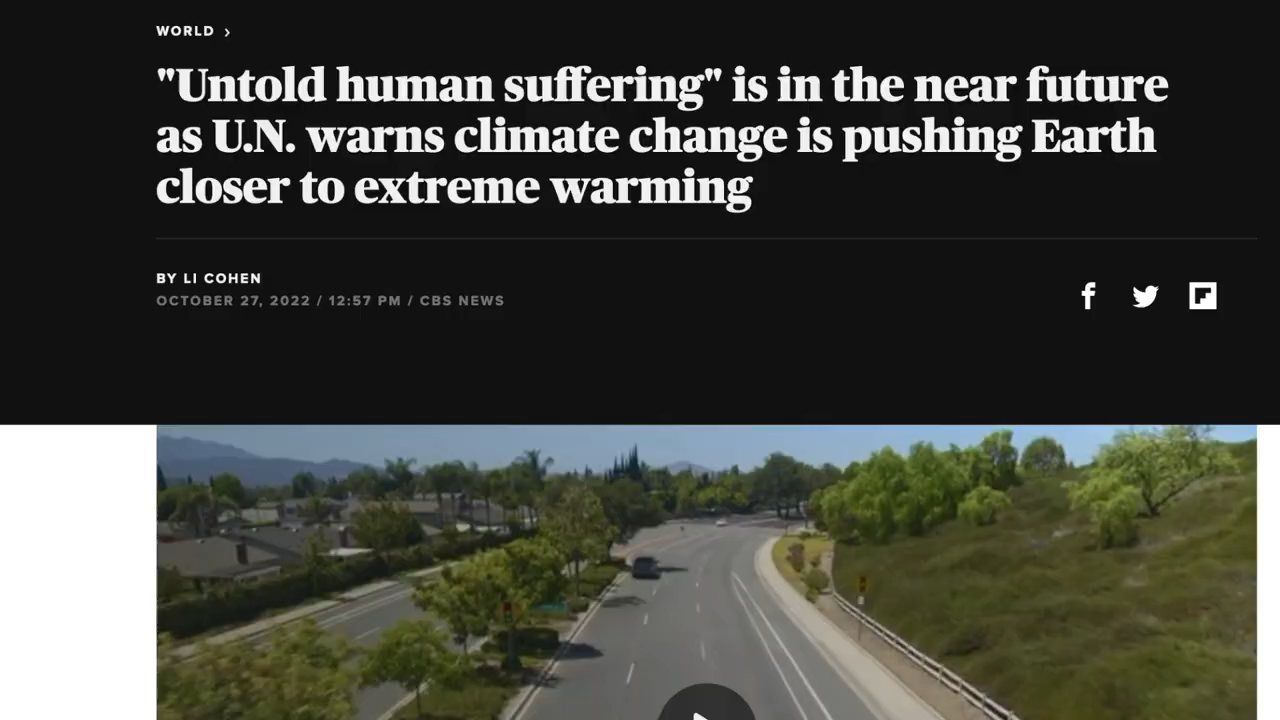 WORLD
"Untold human suffering" is in the near future
as U.N. warns climate change is pushing Earth
closer to extreme warming
BY LI COHEN
OCTOBER 27, 2022 / 12:57 PM / CBS NEWS